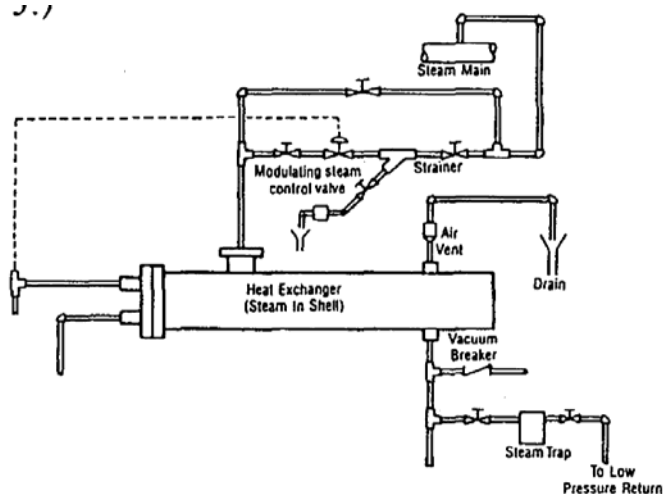 5.)
Steam Main
Modulating steam
control valve
Strainer
Air
Vent
Drain
Heat Exchanger
(Steam In Shell)
Vacuum
Breaker
Steam Trap
To Low
Pressure Return